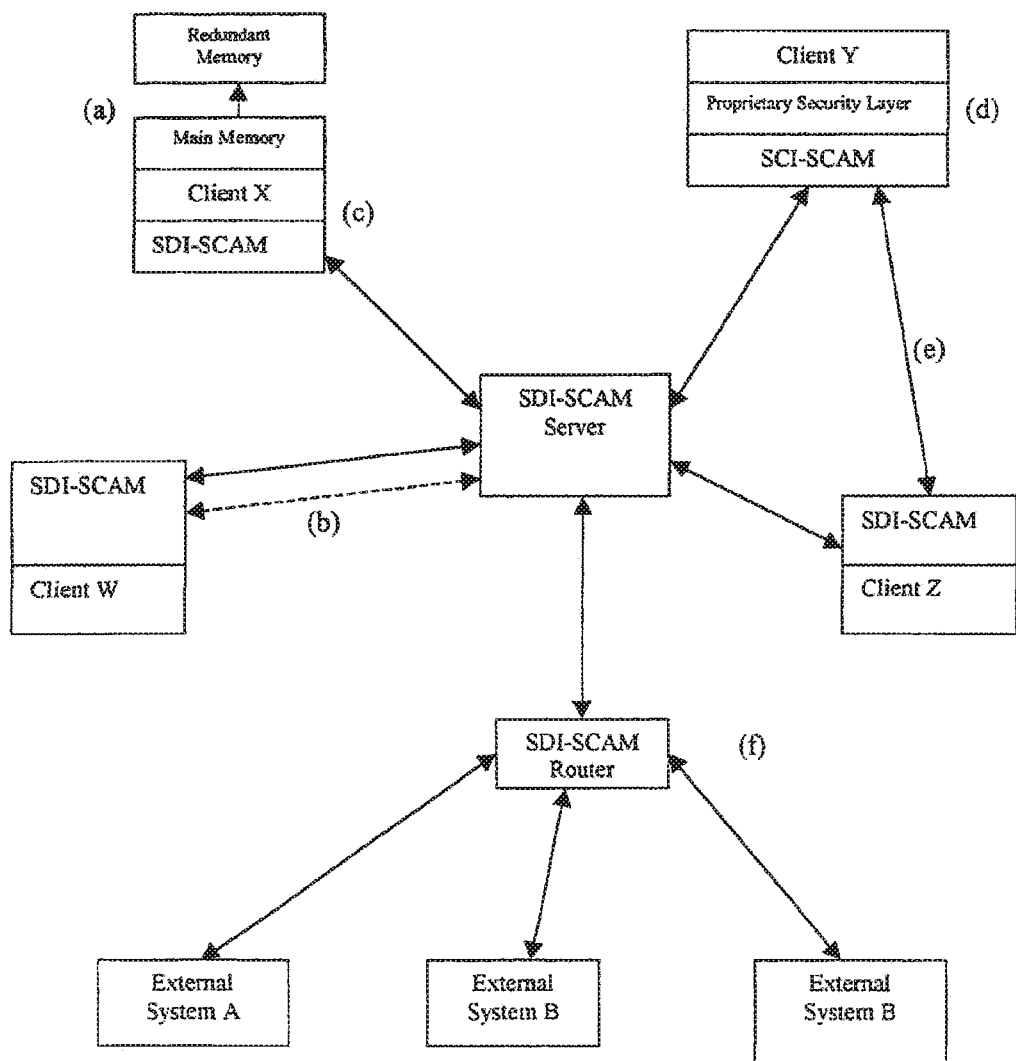 Redundant
Memory
(a)
Main Memory
Client X
(c)
SDI-SCAM
Client Y
Proprietary Security Layer
(d)
SCI-SCAM
(e)
SDI-SCAM
Server
SDI-SCAM
(b)
Client W
SDI-SCAM
Client Z
SDI-SCAM
Router
(f)
External
System A
External
System B
External
System B